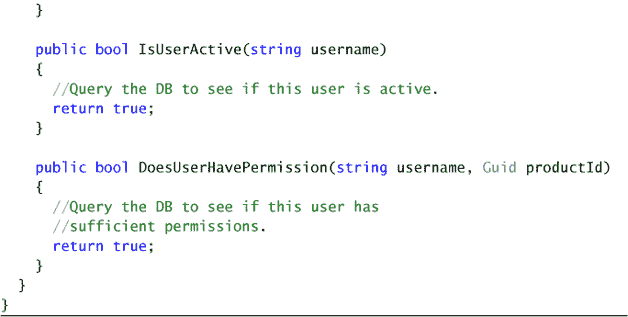 }
public bool IsUserActive(string username)
{
//Query the DB to see if this user is active.
return true;
}
public bool DoesUserHavePermission(string username, Guid productId)
{
//Query the DB to see if this user has
//sufficient permissions.
return true;
}
}
}